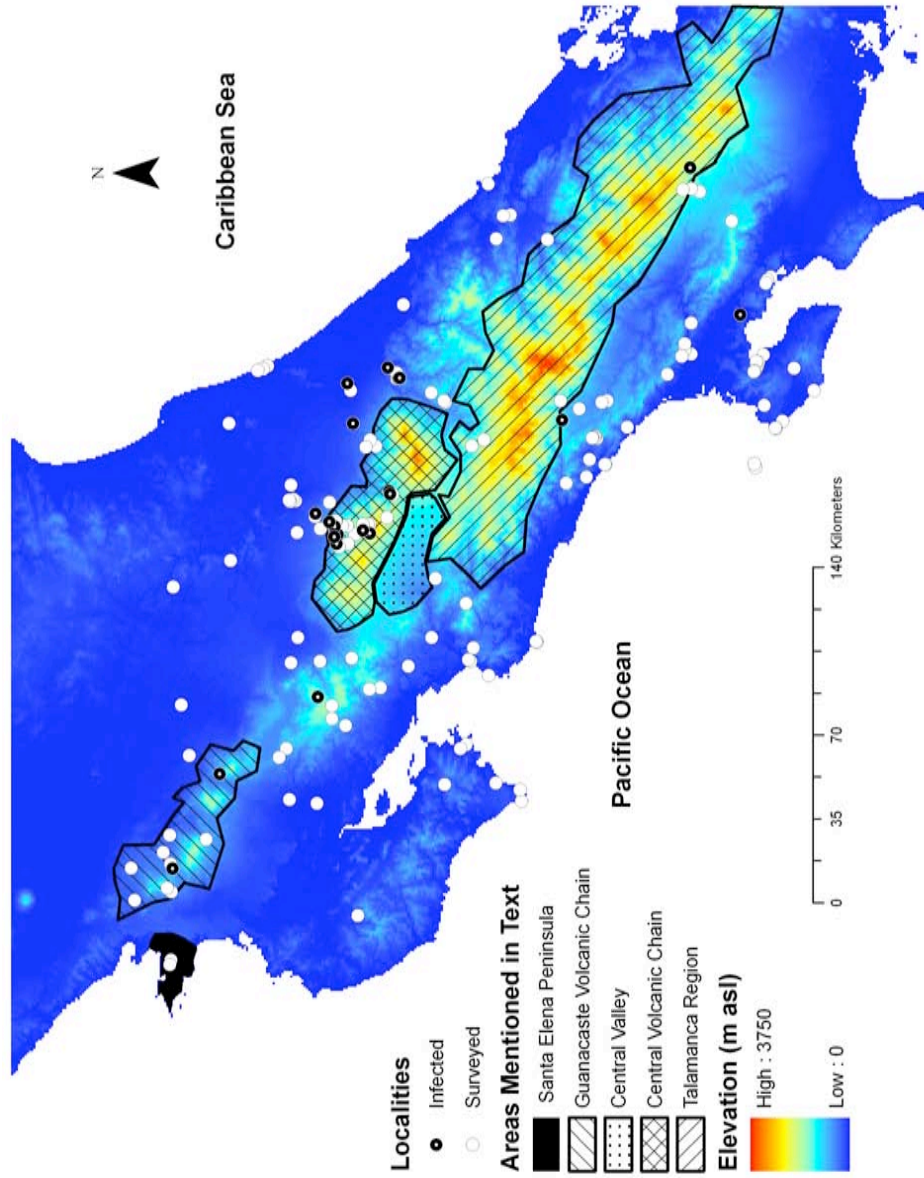 N
Caribbean Sea
Pacific Ocean
Localities
Infected
Surveyed
Areas Mentioned in Text
Santa Elena Peninsula
Guanacaste Volcanic Chain
Central Valley
Central Volcanic Chain
Talamanca Region
Elevation (m asl)
High : 3750
Low : 0
0 35 70 140 Kilometers